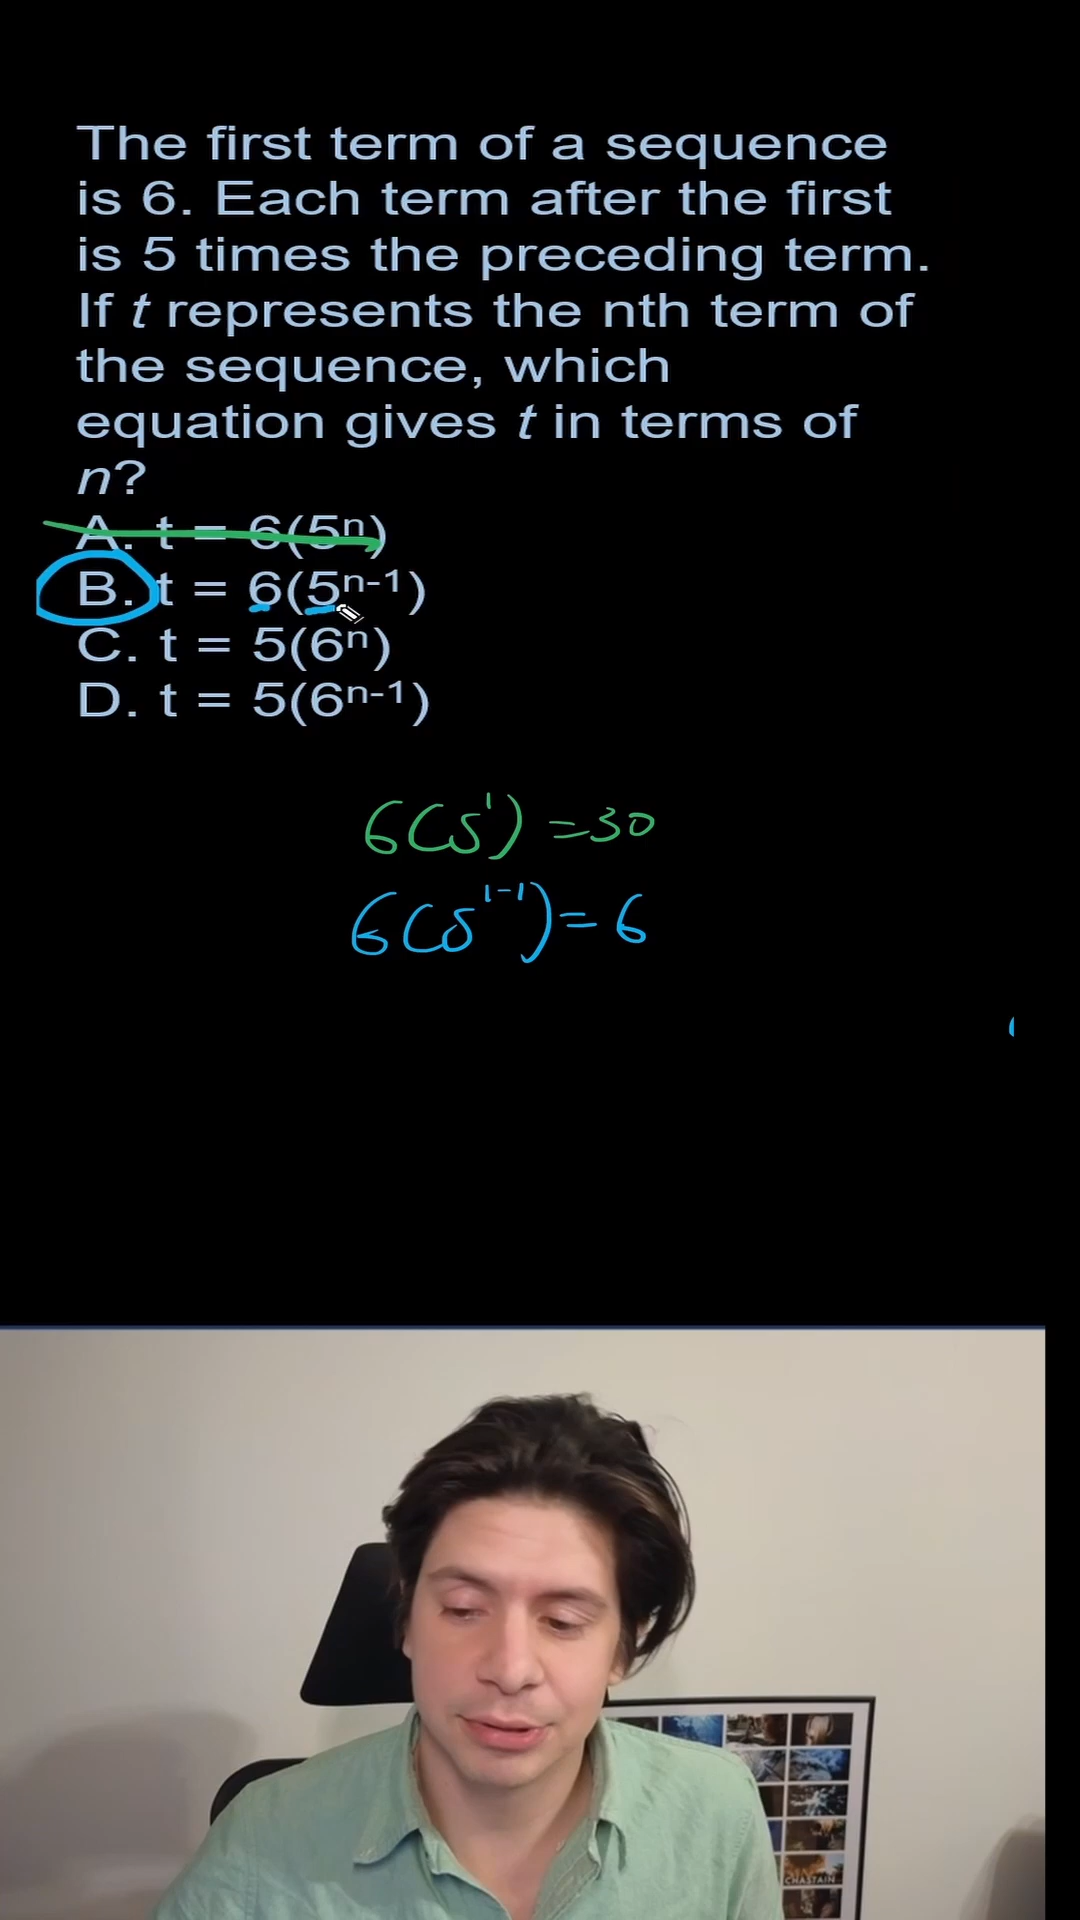 The first term of a sequence
is 6. Each term after the first
is 5 times the preceding term.
If t represents the nth term of
the sequence, which
equation gives t in terms of
n?
A. t = 6(5ⁿ)
B. t = 6(5ⁿ⁻¹)
C. t = 5(6ⁿ)
D. t = 5(6ⁿ⁻¹)
6(5¹) = 30
6(5¹⁻¹) = 6
CHASTAIN